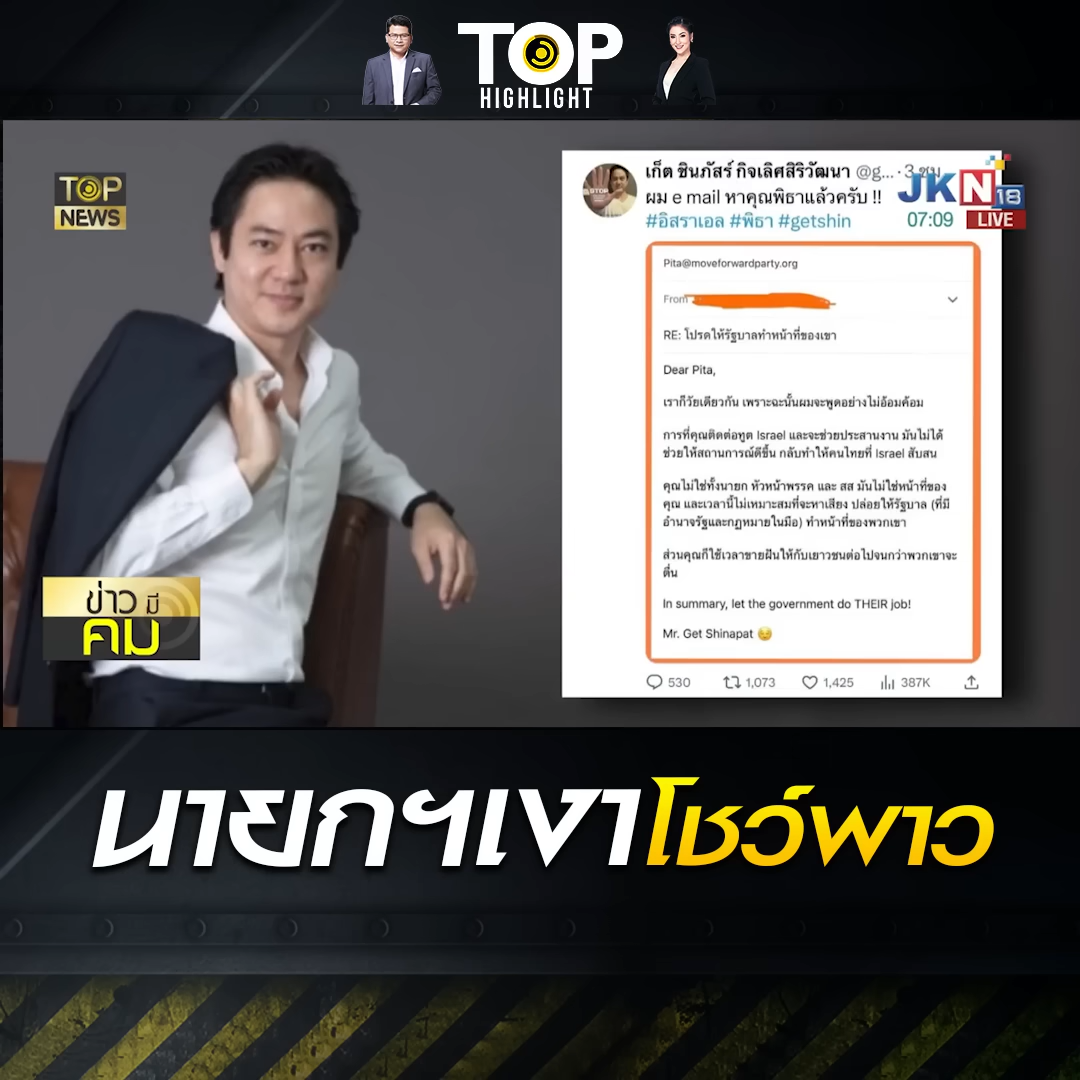 TOP
HIGHLIGHT
TOP
NEWS
เก็ต ชินภัสร์ กิจเลิศสิริวัฒนา @g... · 3 ชม
ผม e mail หาคุณพิธาแล้วครับ !!
#อิสราเอล #พิธา #getshin
JKN18
07:09 LIVE
STOP
Pita@moveforwardparty.org
From
RE: โปรดให้รัฐบาลทำหน้าที่ของเขา
Dear Pita,
เราก็วัยเดียวกัน เพราะฉะนั้นผมจะพูดอย่างไม่อ้อมค้อม
การที่คุณติดต่อทูต Israel และจะช่วยประสานงาน มันไม่ได้
ช่วยให้สถานการณ์ดีขึ้น กลับทำให้คนไทยที่ Israel สับสน
คุณไม่ใช่ทั้งนายก หัวหน้าพรรค และ สส มันไม่ใช่หน้าที่ของ
คุณ และเวลานี้ไม่เหมาะสมที่จะหาเสียง ปล่อยให้รัฐบาล (ที่มี
อำนาจรัฐและกฎหมายในมือ) ทำหน้าที่ของพวกเขา
ส่วนคุณก็ใช้เวลาขายฝันให้กับเยาวชนต่อไปจนกว่าพวกเขาจะ
ตื่น
In summary, let the government do THEIR job!
Mr. Get Shinapat 😔
530 1,073 1,425 387K
ข่าวมี
คม
นายกฯเงาโชว์พาว